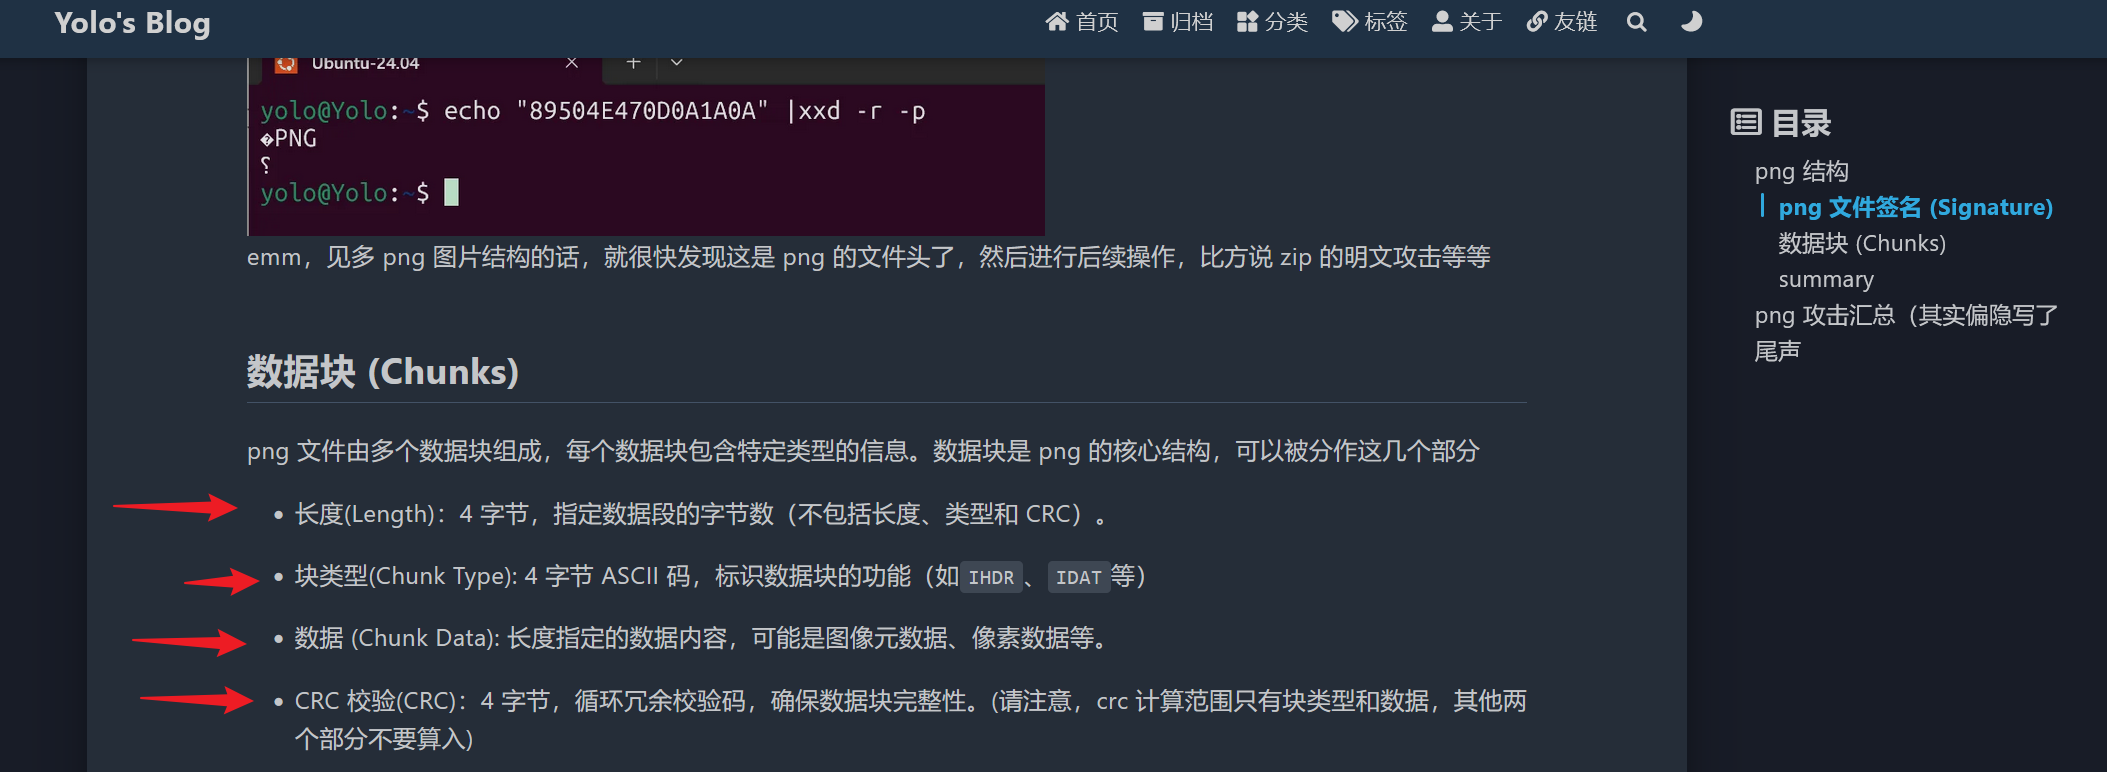 Yolo's Blog
首页 归档 分类 标签 关于 友链
Ubuntu-24.04
yolo@Yolo:~$ echo "89504E470D0A1A0A" |xxd -r -p
�PNG
␦
yolo@Yolo:~$
emm，见多 png 图片结构的话，就很快发现这是 png 的文件头了，然后进行后续操作，比方说 zip 的明文攻击等等
数据块 (Chunks)
png 文件由多个数据块组成，每个数据块包含特定类型的信息。数据块是 png 的核心结构，可以被分作这几个部分
• 长度(Length)：4 字节，指定数据段的字节数（不包括长度、类型和 CRC）。
• 块类型(Chunk Type): 4 字节 ASCII 码，标识数据块的功能（如IHDR、IDAT等）
• 数据 (Chunk Data): 长度指定的数据内容，可能是图像元数据、像素数据等。
• CRC 校验(CRC)：4 字节，循环冗余校验码，确保数据块完整性。(请注意，crc 计算范围只有块类型和数据，其他两
个部分不要算入)
目录
png 结构
png 文件签名 (Signature)
数据块 (Chunks)
summary
png 攻击汇总（其实偏隐写了
尾声